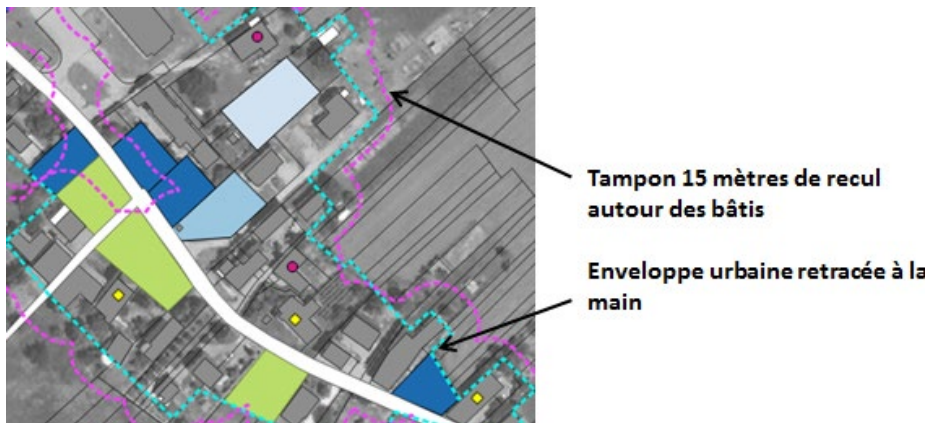 Tampon 15 mètres de recul
autour des bâtis
Enveloppe urbaine retracée à la
main